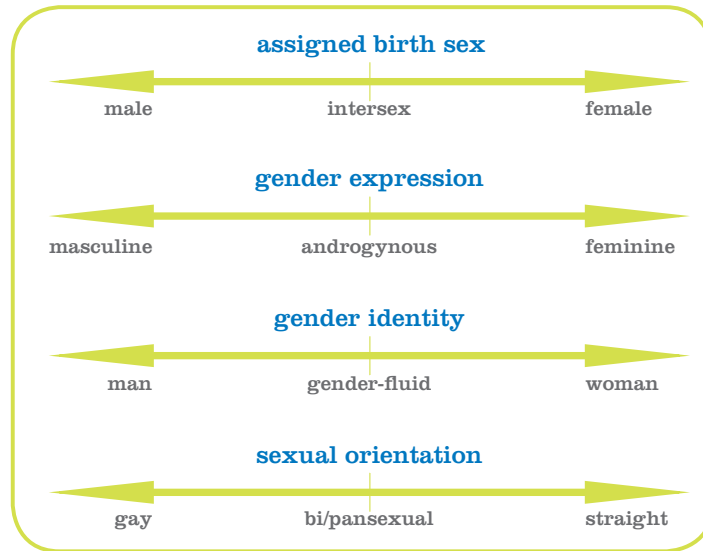 assigned birth sex
male intersex female
gender expression
masculine androgynous feminine
gender identity
man gender-fluid woman
sexual orientation
gay bi/pansexual straight